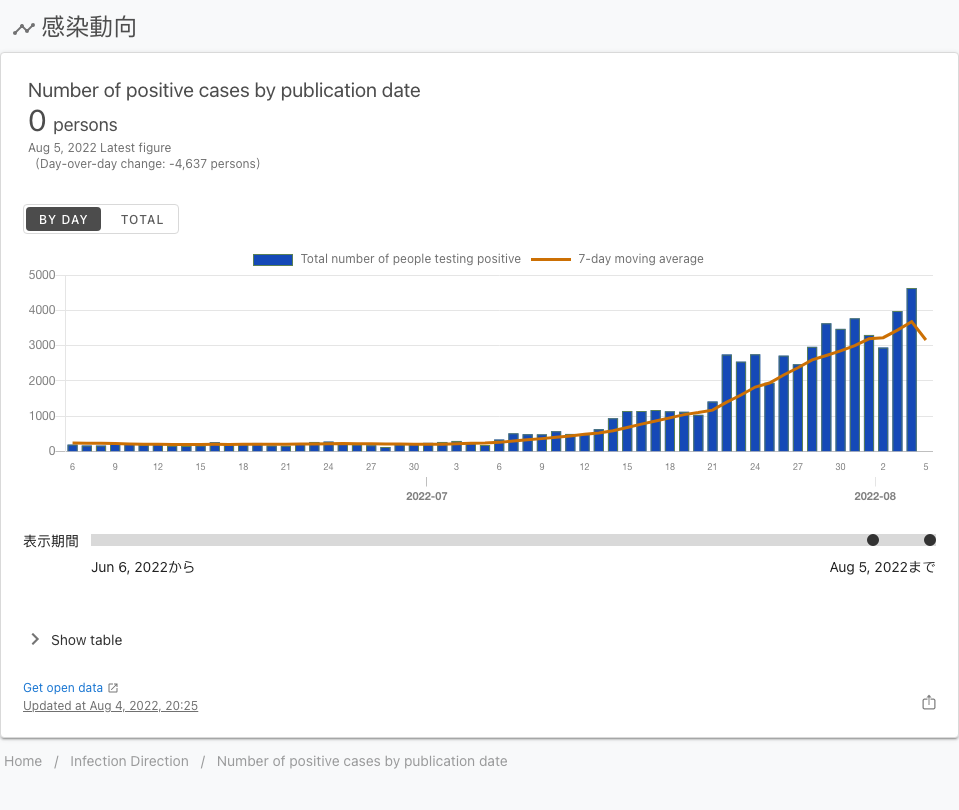 感染動向
Number of positive cases by publication date
0 persons
Aug 5, 2022 Latest figure
(Day-over-day change: -4,637 persons)
BY DAY TOTAL
Total number of people testing positive 7-day moving average
5000
4000
3000
2000
1000
0
6 9 12 15 18 21 24 27 30 3 6 9 12 15 18 21 24 27 30 2 5
2022-07 2022-08
表示期間
Jun 6, 2022から Aug 5, 2022まで
Show table
Get open data
Updated at Aug 4, 2022, 20:25
Home / Infection Direction / Number of positive cases by publication date